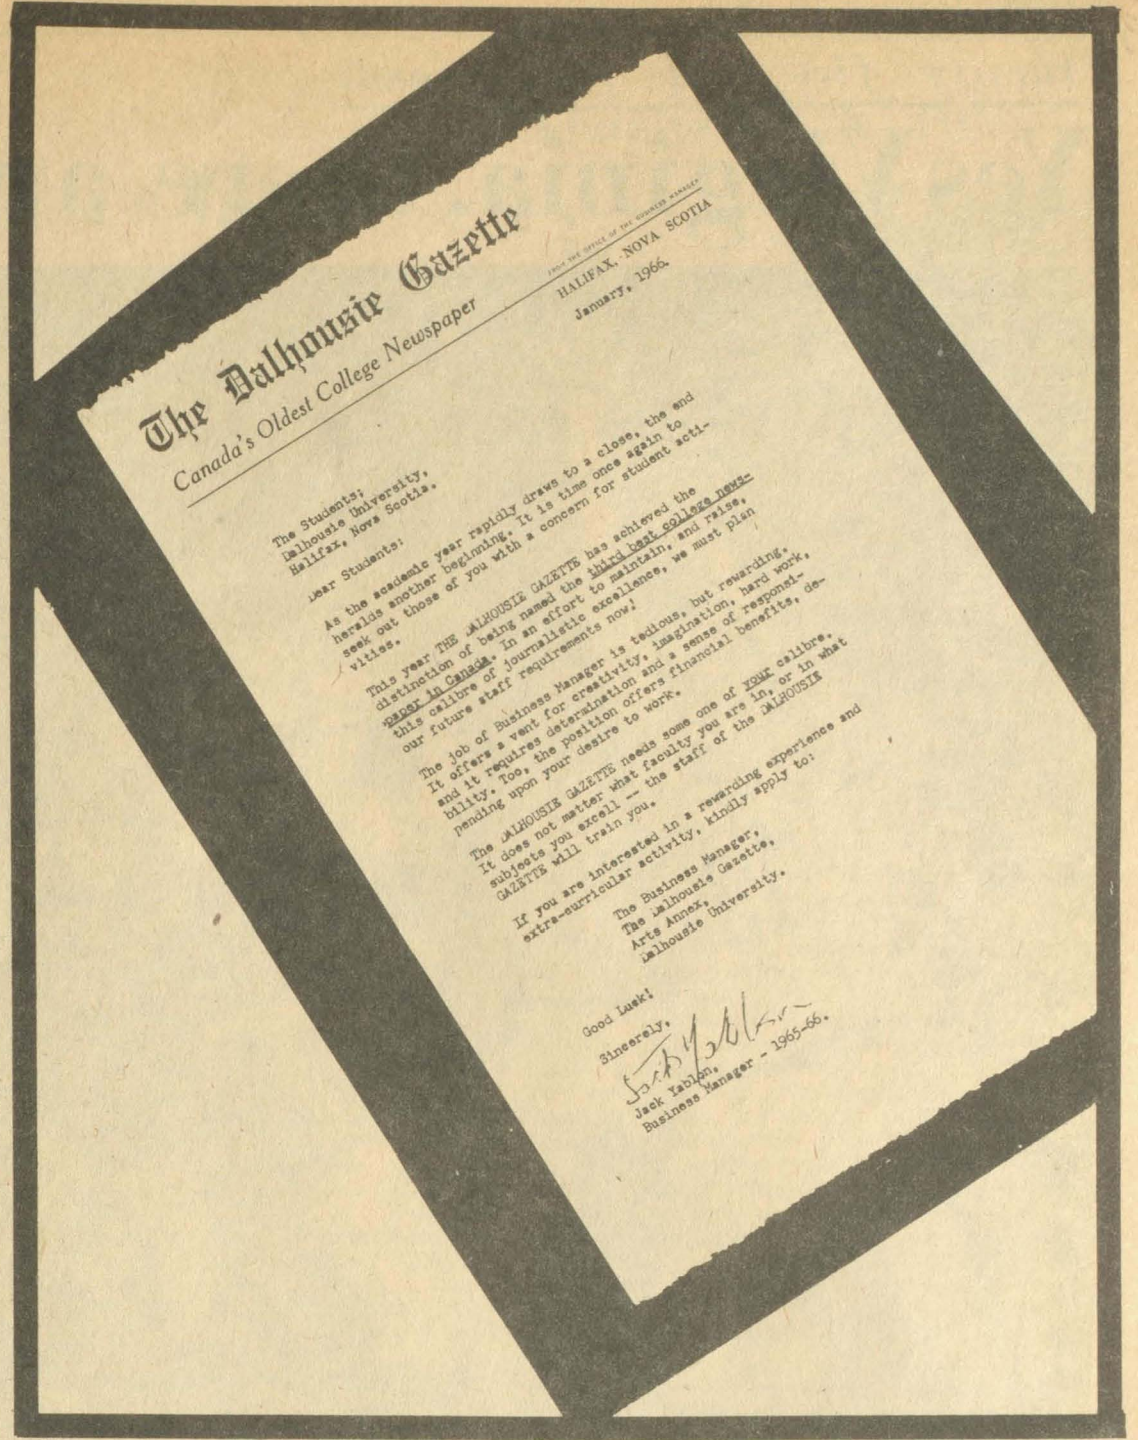 The Dalhousie Gazette
Canada's Oldest College Newspaper
FROM THE OFFICE OF THE BUSINESS MANAGER
HALIFAX, NOVA SCOTIA
January, 1966.
The Students;
Dalhousie University,
Halifax, Nova Scotia.
Dear Students:
As the academic year rapidly draws to a close, the end
heralds another beginning. It is time once again to
seek out those of you with a concern for student acti-
vities.
This year THE DALHOUSIE GAZETTE has achieved the
distinction of being named the third best college news-
paper in Canada. In an effort to maintain, and raise,
this calibre of journalistic excellence, we must plan
our future staff requirements now!
The job of Business Manager is tedious, but rewarding.
It offers a vent for creativity, imagination, hard work,
and it requires determination and a sense of responsi-
bility. Too, the position offers financial benefits, de-
pending upon your desire to work.
The DALHOUSIE GAZETTE needs some one of your calibre.
It does not matter what faculty you are in, or in what
subjects you excell -- the staff of the DALHOUSIE
GAZETTE will train you.
If you are interested in a rewarding experience and
extra-curricular activity, kindly apply to:
The Business Manager,
The Dalhousie Gazette,
Arts Annex,
Dalhousie University.
Good Luck!
Sincerely,
Jack Yablon
Jack Yablon,
Business Manager - 1965-66.